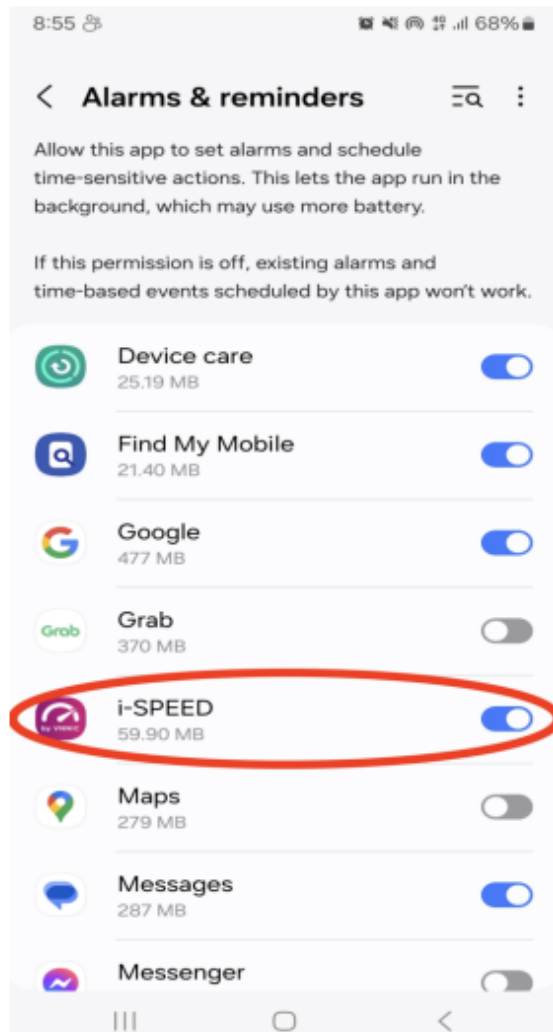 8:55
68%
Alarms & reminders
Allow this app to set alarms and schedule
time-sensitive actions. This lets the app run in the
background, which may use more battery.
If this permission is off, existing alarms and
time-based events scheduled by this app won't work.
Device care
25.19 MB
Find My Mobile
21.40 MB
Google
477 MB
Grab
Grab
370 MB
i-SPEED
by VNNIC
59.90 MB
Maps
279 MB
Messages
287 MB
Messenger